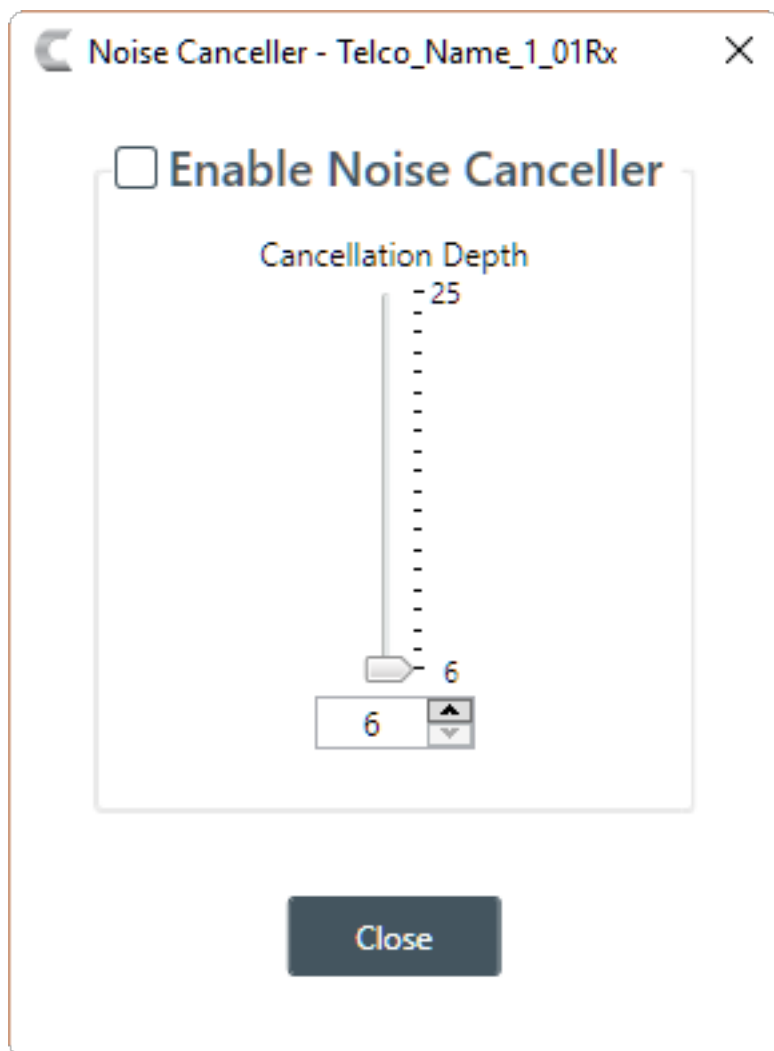 Noise Canceller - Telco_Name_1_01Rx
Enable Noise Canceller
Cancellation Depth
25
6
6
Close